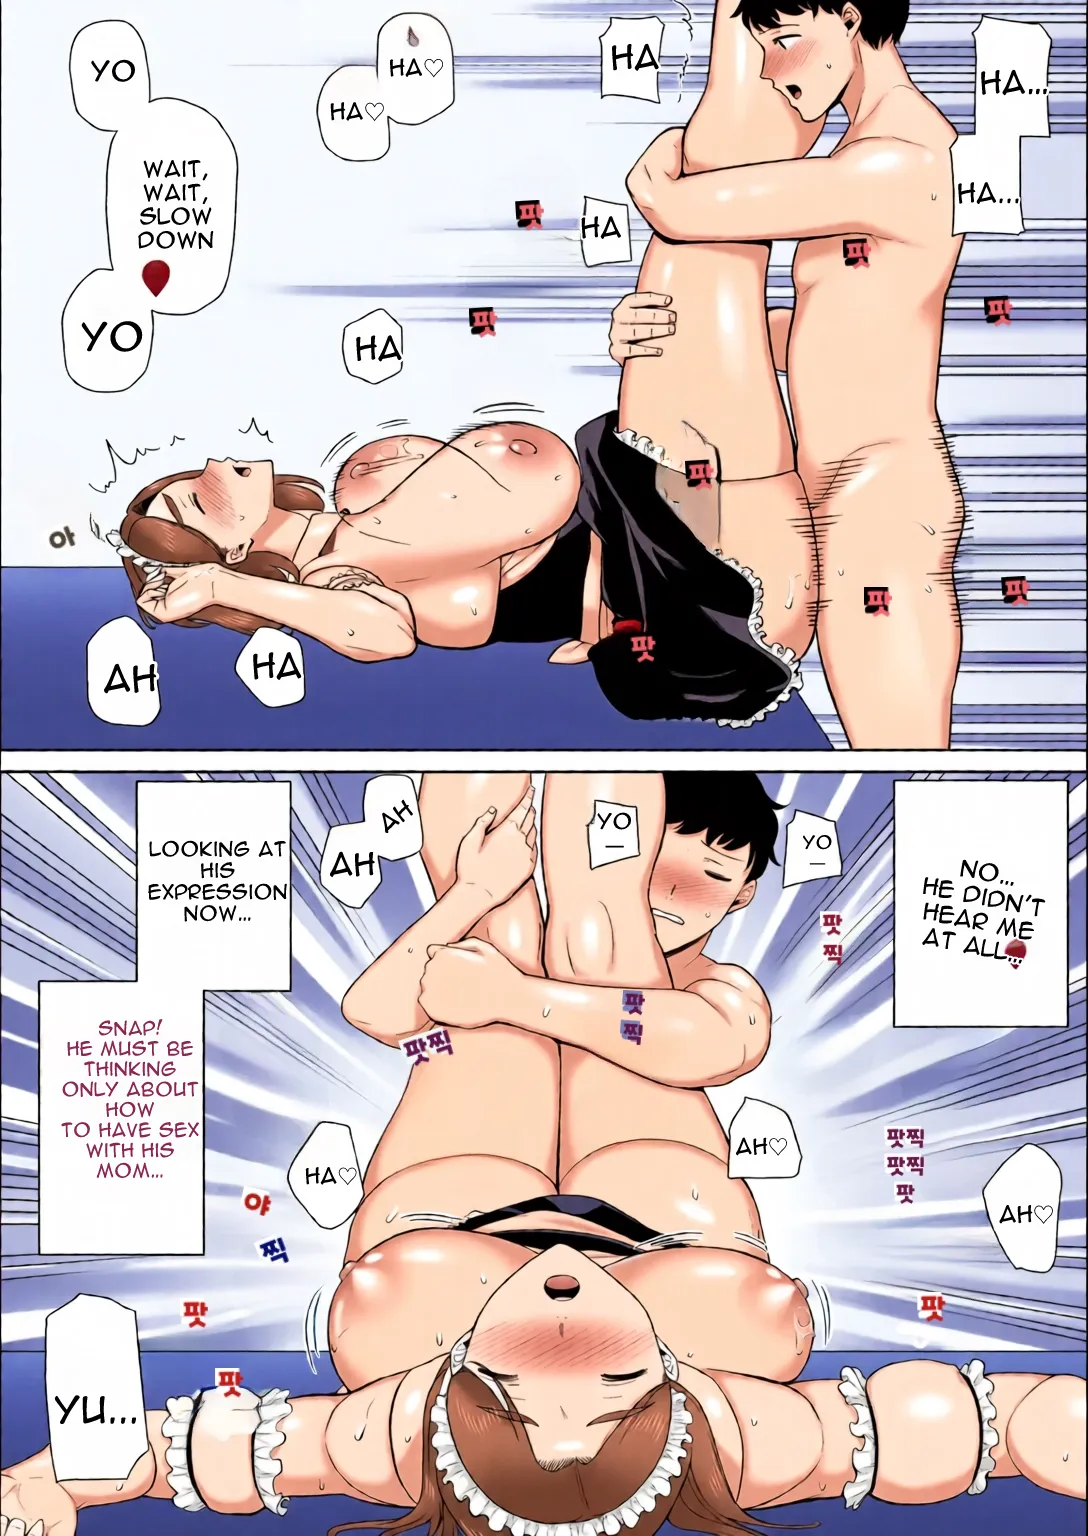 YO
HA♡
HA♡
HA
HA...
WAIT,
WAIT,
SLOW
DOWN
HA...
HA
팟
팟
팟
팟
YO
HA
팟
야
팟
팟
팟
AH
HA
AH
AH
YO
—
YO
—
LOOKING AT
HIS
EXPRESSION
NOW...
NO...
HE DIDN'T
HEAR ME
AT ALL...
팟
찍
팟
찍
팟찍
SNAP!
HE MUST BE
THINKING
ONLY ABOUT
HOW
TO HAVE SEX
WITH HIS
MOM...
HA♡
AH♡
팟찍
팟찍
팟
AH♡
야
찍
팟
팟
팟
YU...